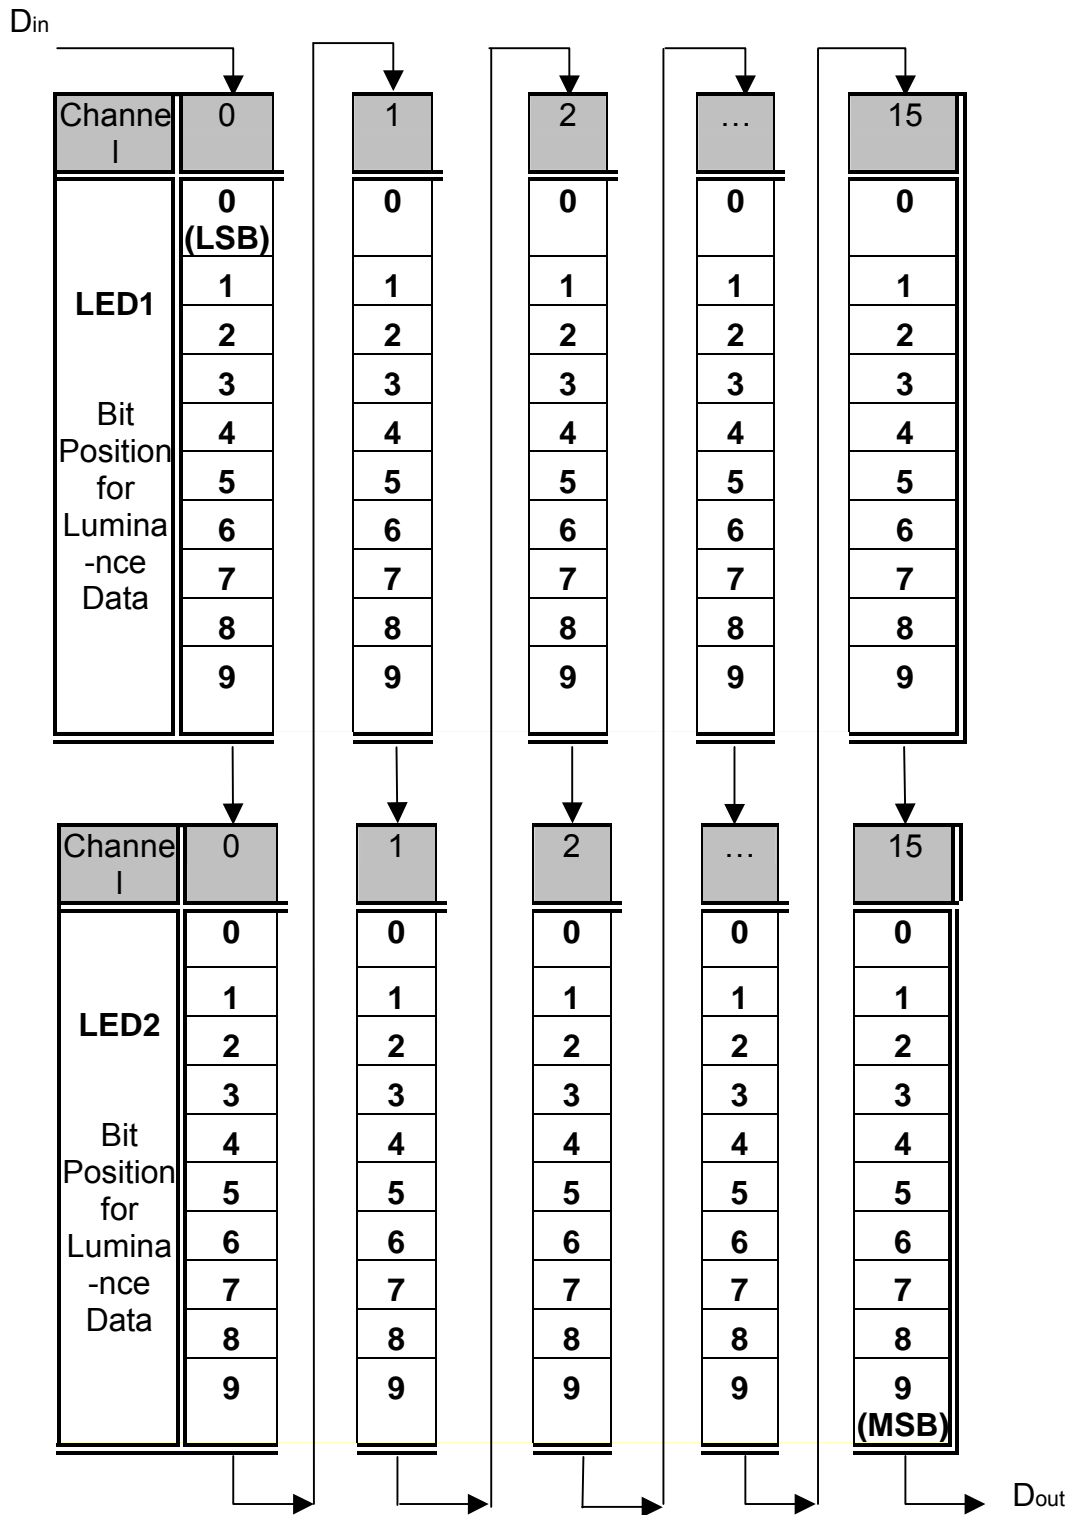 Din
Channe 0 1 2 … 15
l
0 0 0 0 0
(LSB)
1 1 1 1 1
LED1
2 2 2 2 2
3 3 3 3 3
Bit
4 4 4 4 4
Position
for
5 5 5 5 5
Lumina
6 6 6 6 6
-nce
7 7 7 7 7
Data
8 8 8 8 8
9 9 9 9 9
Channe 0 1 2 … 15
l
0 0 0 0 0
1 1 1 1 1
LED2
2 2 2 2 2
3 3 3 3 3
Bit
4 4 4 4 4
Position
5 5 5 5 5
for
Lumina
6 6 6 6 6
-nce
7 7 7 7 7
Data
8 8 8 8 8
9 9 9 9 9
(MSB)
Dout